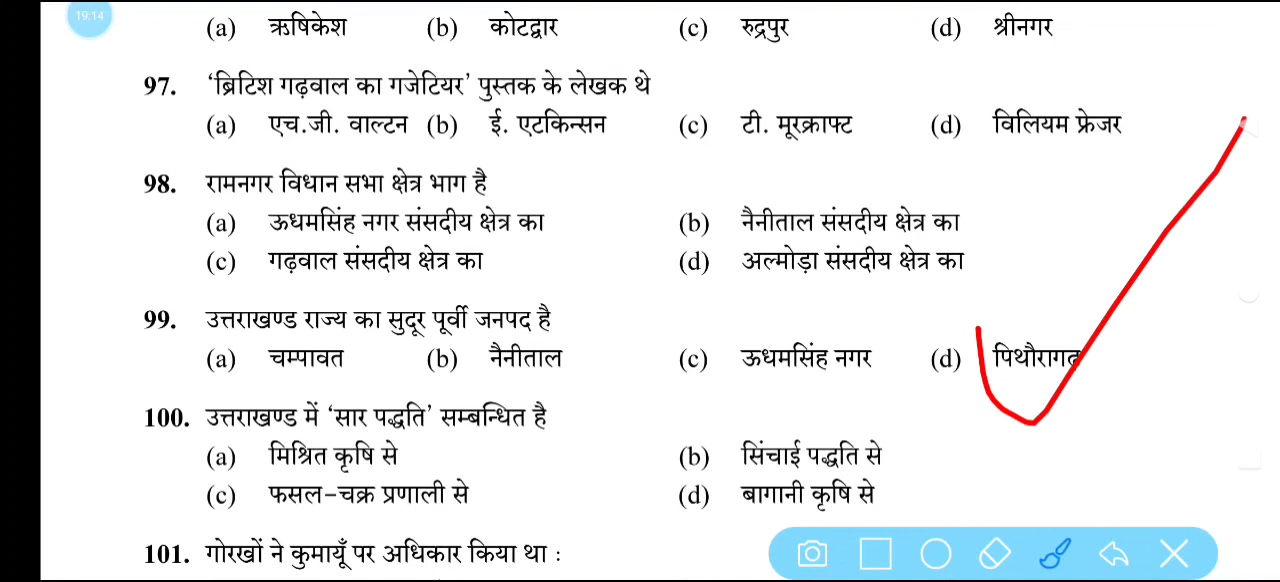 19:14
(a) ऋषिकेश (b) कोटद्वार (c) रुद्रपुर (d) श्रीनगर
97. ‘ब्रिटिश गढ़वाल का गजेटियर’ पुस्तक के लेखक थे
(a) एच.जी. वाल्टन (b) ई. एटकिन्सन (c) टी. मूरक्राफ्ट (d) विलियम फ्रेजर
98. रामनगर विधान सभा क्षेत्र भाग है
(a) ऊधमसिंह नगर संसदीय क्षेत्र का (b) नैनीताल संसदीय क्षेत्र का
(c) गढ़वाल संसदीय क्षेत्र का (d) अल्मोड़ा संसदीय क्षेत्र का
99. उत्तराखण्ड राज्य का सुदूर पूर्वी जनपद है
(a) चम्पावत (b) नैनीताल (c) ऊधमसिंह नगर (d) पिथौरागढ़
100. उत्तराखण्ड में ‘सार पद्धति’ सम्बन्धित है
(a) मिश्रित कृषि से (b) सिंचाई पद्धति से
(c) फसल-चक्र प्रणाली से (d) बागानी कृषि से
101. गोरखों ने कुमायूँ पर अधिकार किया था :